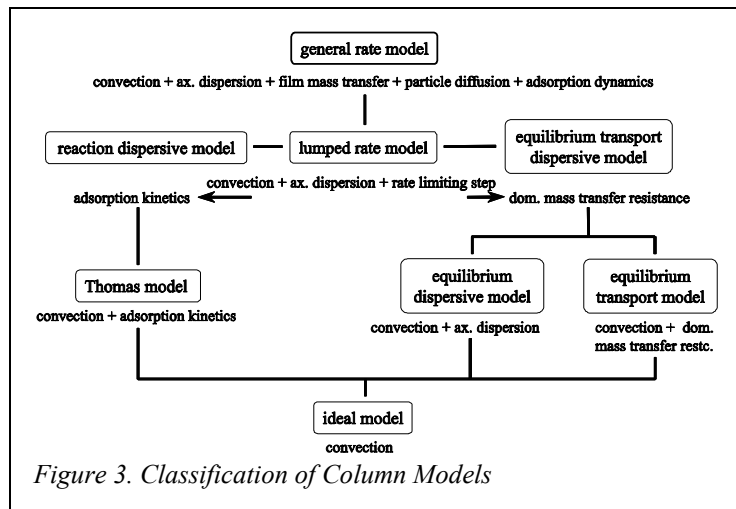 general rate model
convection + ax. dispersion + film mass transfer + particle diffusion + adsorption dynamics
reaction dispersive model
lumped rate model
equilibrium transport
dispersive model
convection + ax. dispersion + rate limiting step
adsorption kinetics
dom. mass transfer resistance
Thomas model
convection + adsorption kinetics
equilibrium
dispersive model
convection + ax. dispersion
equilibrium
transport model
convection + dom.
mass transfer restc.
ideal model
convection
Figure 3. Classification of Column Models